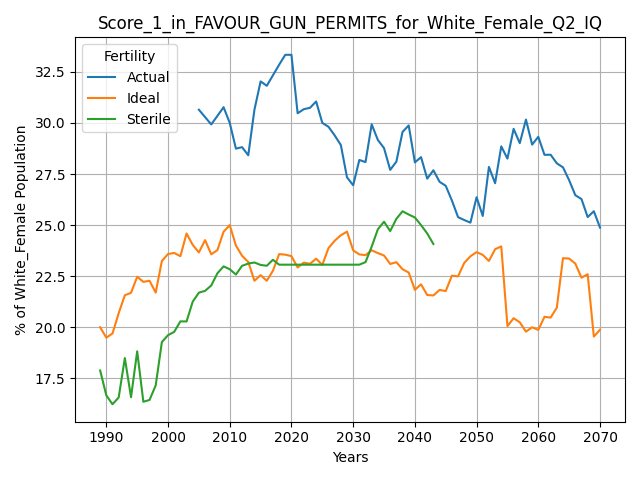 Score_1_in_FAVOUR_GUN_PERMITS_for_White_Female_Q2_IQ
Fertility
Actual
Ideal
Sterile
% of White_Female Population
32.5
30.0
27.5
25.0
22.5
20.0
17.5
1990 2000 2010 2020 2030 2040 2050 2060 2070
Years